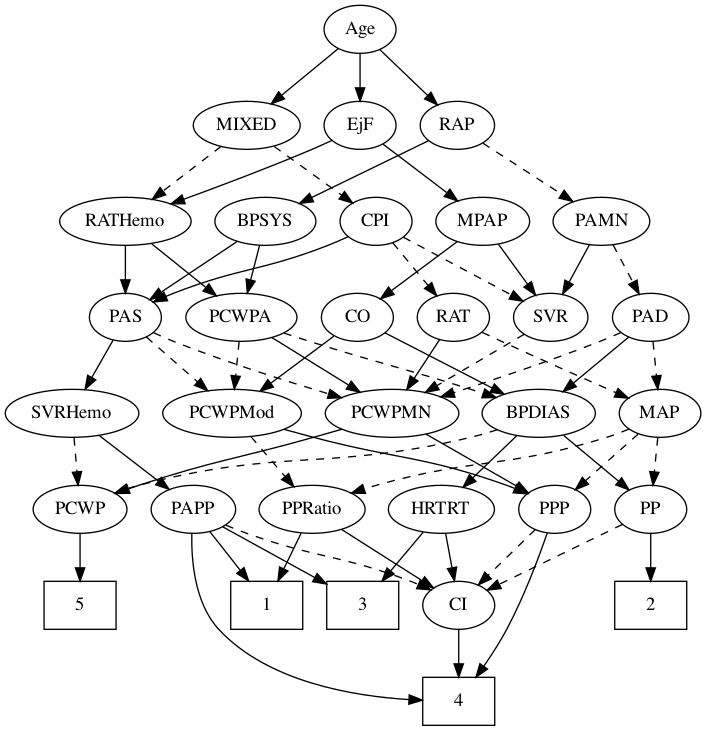 Age
MIXED EjF RAP
RATHemo BPSYS CPI MPAP PAMN
PAS PCWPA CO RAT SVR PAD
SVRHemo PCWPMod PCWPMN BPDIAS MAP
PCWP PAPP PPRatio HRTRT PPP PP
5 1 3 CI 2
4